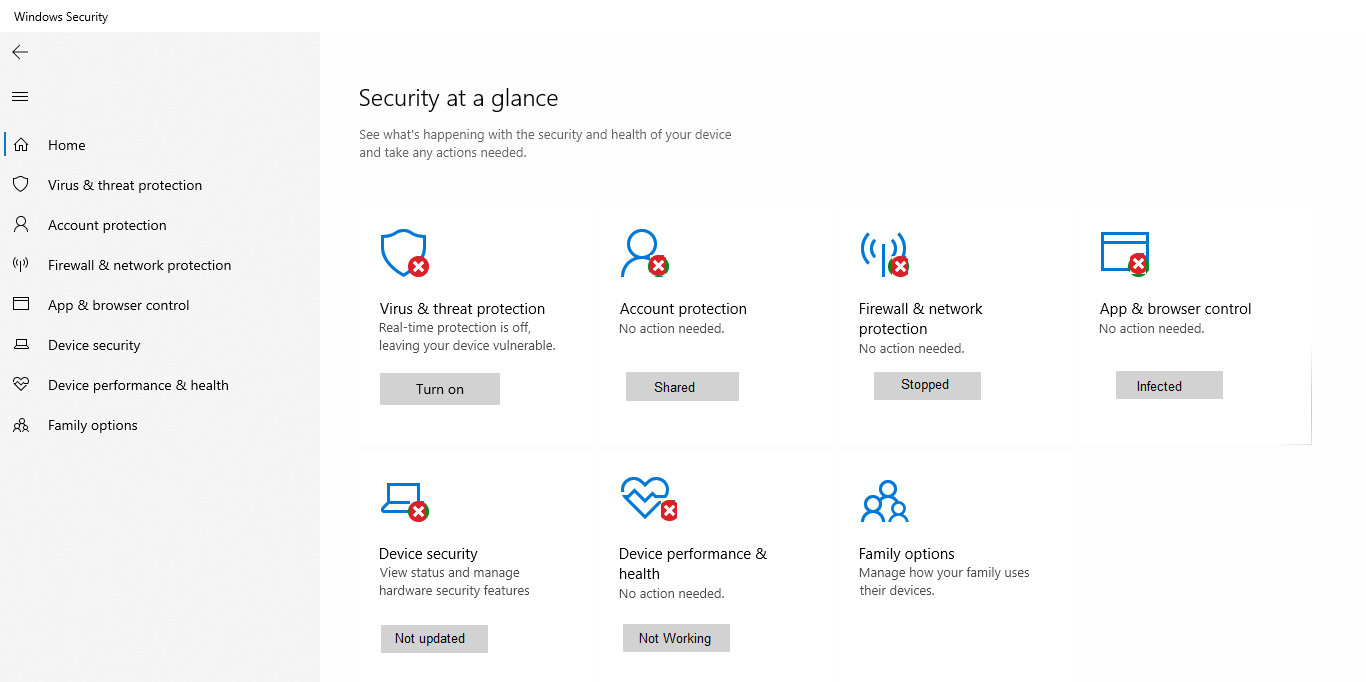 Windows Security
Home
Virus & threat protection
Account protection
Firewall & network protection
App & browser control
Device security
Device performance & health
Family options
Security at a glance
See what's happening with the security and health of your device
and take any actions needed.
Virus & threat protection
Real-time protection is off,
leaving your device vulnerable.
Turn on
Account protection
No action needed.
Shared
Firewall & network
protection
No action needed.
Stopped
App & browser control
No action needed.
Infected
Device security
View status and manage
hardware security features
Not updated
Device performance &
health
No action needed.
Not Working
Family options
Manage how your family uses
their devices.